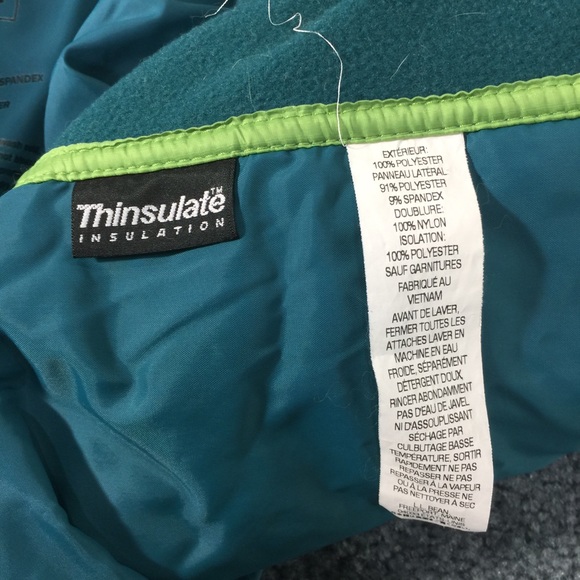 SPANDEX
Thinsulate™
INSULATION
EXTÉRIEUR:
100% POLYESTER
PANNEAU LATÉRAL
91% POLYESTER
9% SPANDEX
DOUBLURE:
100% NYLON
ISOLATION:
100% POLYESTER
SAUF GARNITURES
FABRIQUÉ AU
VIETNAM
AVANT DE LAVER,
FERMER TOUTES LES
ATTACHES LAVER EN
MACHINE EN EAU
FROIDE, SÉPARÉMENT
DÉTERGENT DOUX,
RINCER ABONDAMMENT
PAS D'EAU DE JAVEL
NI D'ASSOUPLISSANT
SÉCHAGE PAR
CULBUTAGE BASSE
TEMPÉRATURE, SORTIR
RAPIDEMENT NE PAS
REPASSER NE PAS
REPASSER À LA VAPEUR
OU À LA PRESSE NE
PAS NETTOYER À SEC
L.L. BEAN
FREEPORT, MAINE